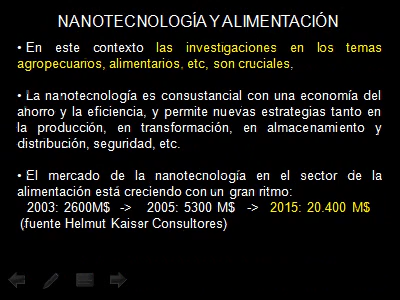 NANOTECNOLOGÍA Y ALIMENTACIÓN
• En este contexto las investigaciones en los temas
agropecuarios, alimentarios, etc, son cruciales,
• La nanotecnología es consustancial con una economía del
ahorro y la eficiencia, y permite nuevas estrategias tanto en
la producción, en transformación, en almacenamiento y
distribución, seguridad, etc.
• El mercado de la nanotecnología en el sector de la
alimentación está creciendo con un gran ritmo:
2003: 2600M$ -> 2005: 5300 M$ -> 2015: 20.400 M$
(fuente Helmut Kaiser Consultores)